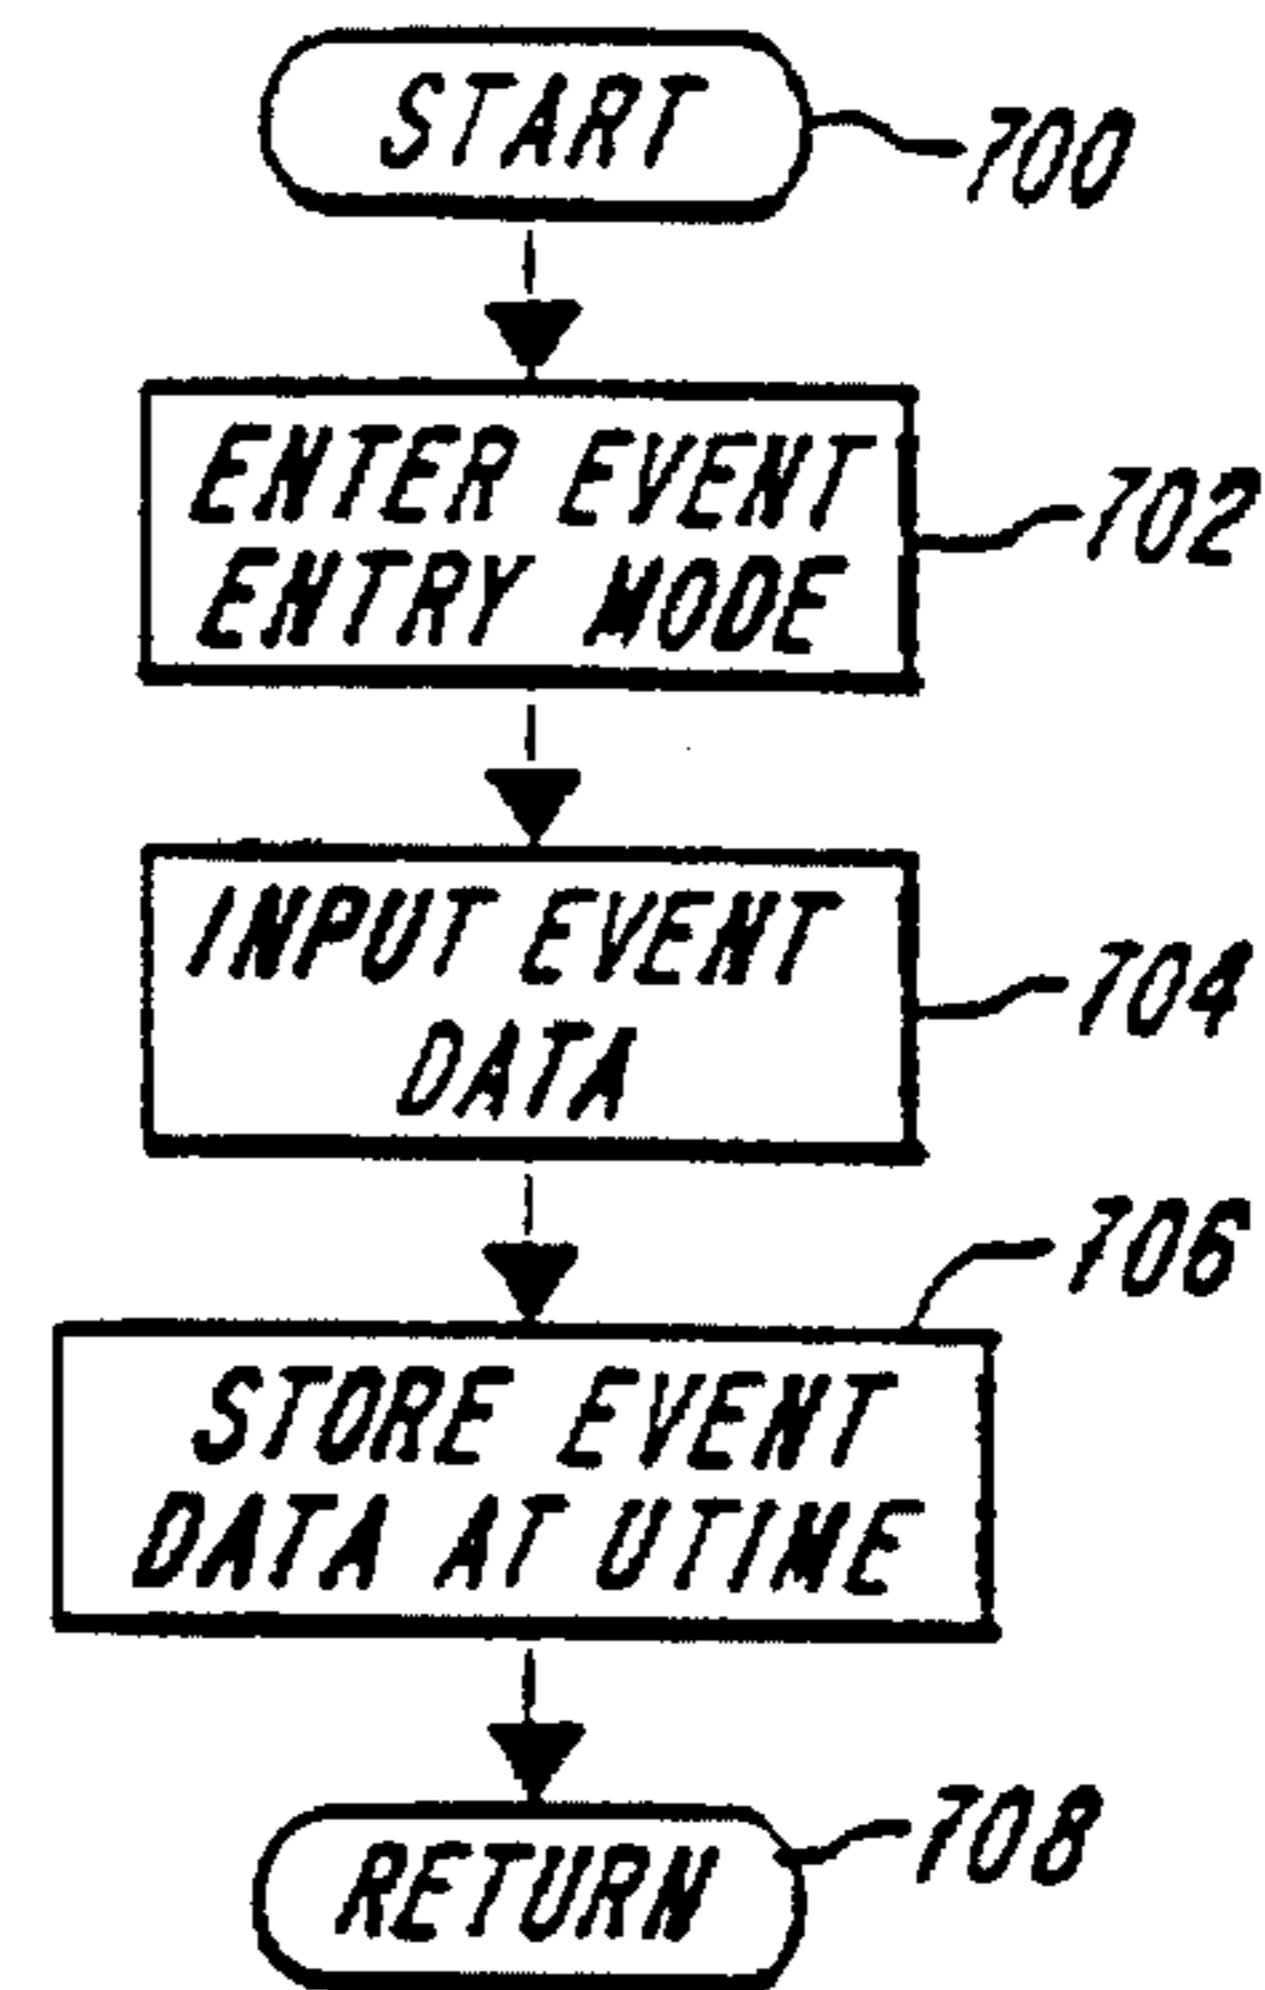 START
700
ENTER EVENT
ENTRY MODE
702
INPUT EVENT
DATA
704
706
STORE EVENT
DATA AT UTIME
RETURN
708